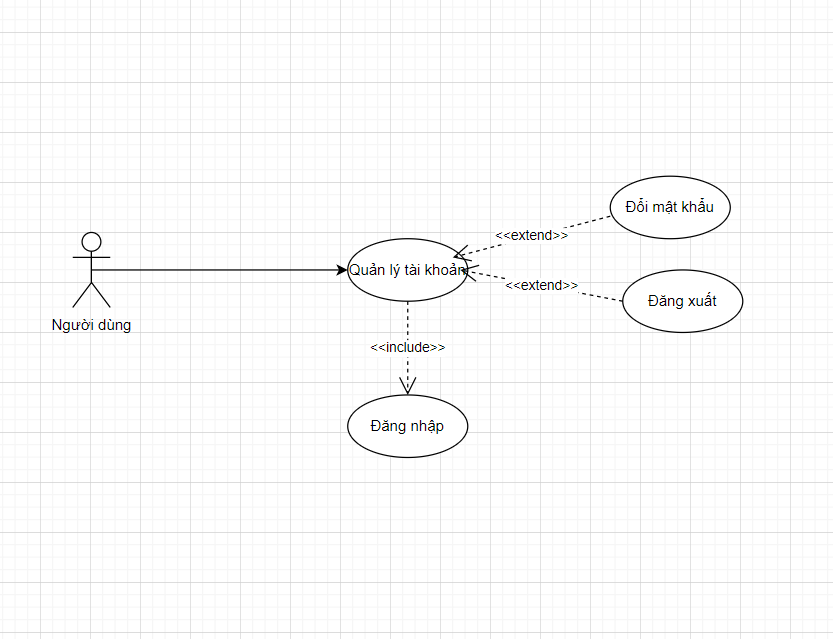 Đổi mật khẩu
<<extend>>
Quản lý tài khoản
<<extend>>
Đăng xuất
Người dùng
<<include>>
Đăng nhập